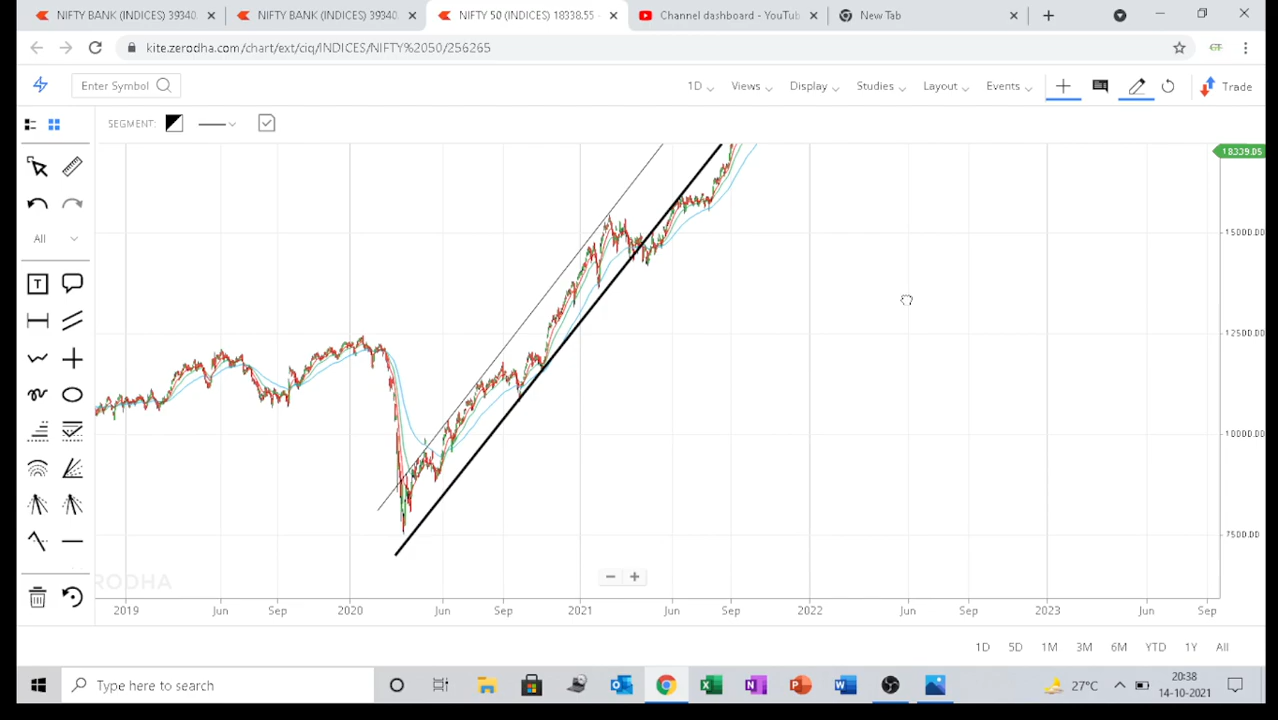 NIFTY BANK (INDICES) 39340.
NIFTY BANK (INDICES) 39340
NIFTY 50 (INDICES) 18338.55 -
Channel dashboard - YouTub
New Tab
kite.zerodha.com/chart/ext/ciq/INDICES/NIFTY%2050/256265
GT
Enter Symbol
1D
Views
Display
Studies
Layout
Events
Trade
SEGMENT:
18339.05
All
15000.00
T
12500.00
10000.00
7500.00
ERODHA
2019
Jun
Sep
2020
Jun
Sep
2021
Jun
Sep
2022
Jun
Sep
2023
Jun
Sep
1D
5D
1M
3M
6M
YTD
1Y
All
Type here to search
27°C
20:38
14-10-2021